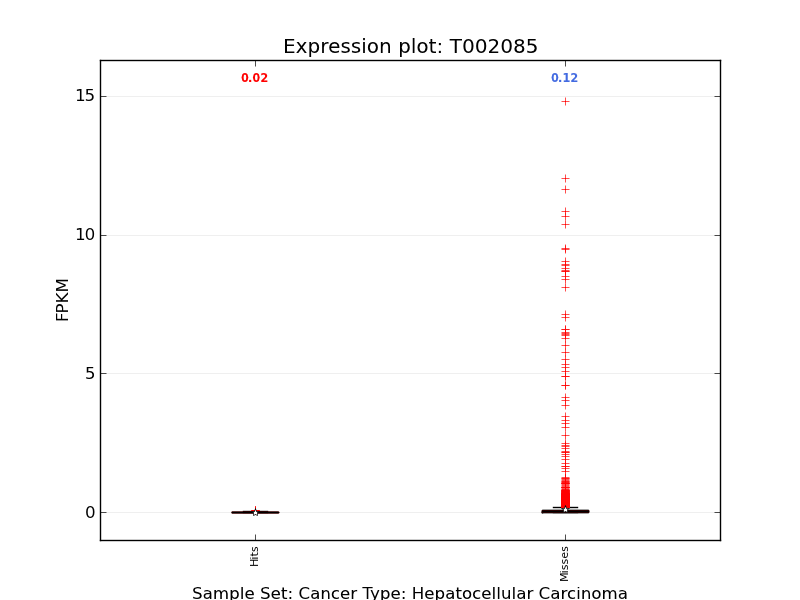 Expression plot: T002085
0.02
0.12
15
10
5
0
FPKM
Hits
Misses
Sample Set: Cancer Type: Hepatocellular Carcinoma